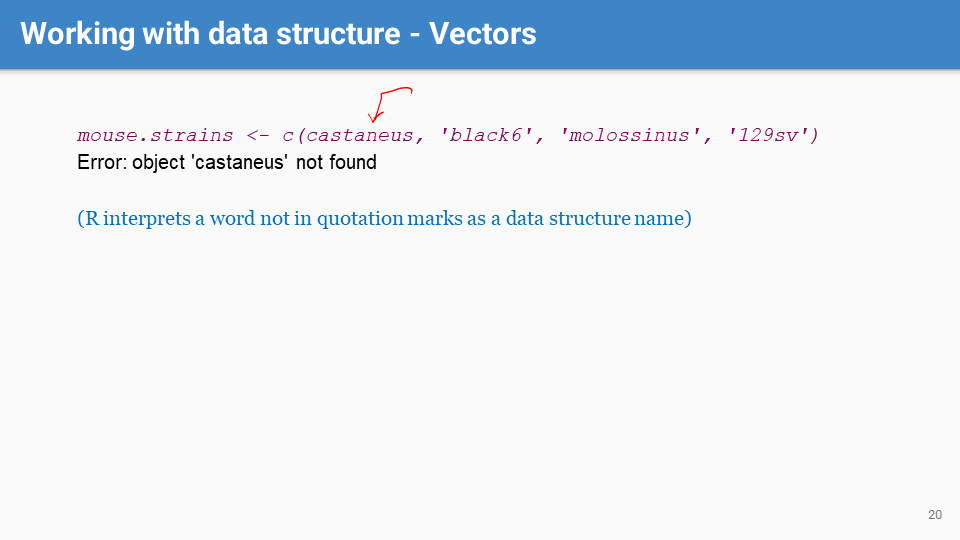 Working with data structure - Vectors
mouse.strains <- c(castaneus, 'black6', 'molossinus', '129sv')
Error: object 'castaneus' not found
(R interprets a word not in quotation marks as a data structure name)
20